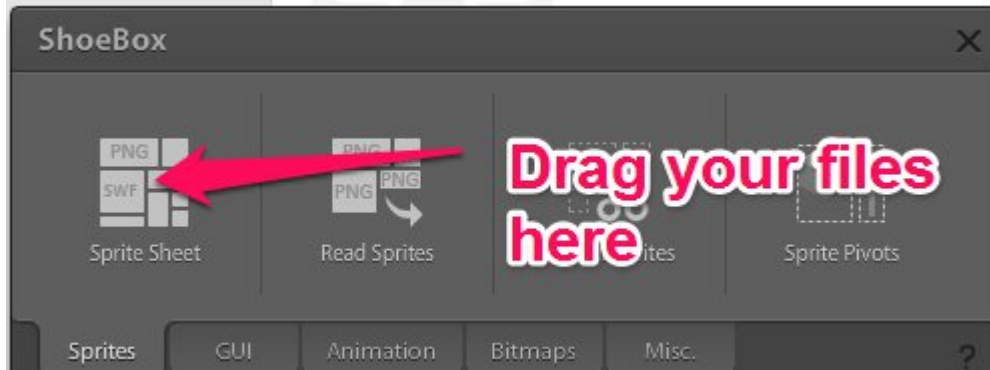 ShoeBox
PNG
SWF
Sprite Sheet
PNG
PNG
PNG
Read Sprites
Drag your files
here
ites
Sprite Pivots
Sprites
GUI
Animation
Bitmaps
Misc.
?